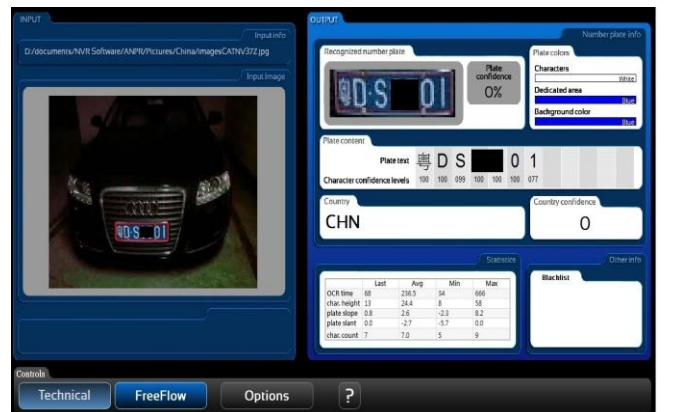 INPUT
Input info
D:/documents/NVR Software/ANPR/Pictures/China/imagesCATNV37Z.jpg
Input image
D·S 01
OUTPUT
Number plate info
Recognized number plate
粤D·S 01
Plate confidence
0%
Plate colors
Characters
White
Dedicated area
Blue
Background color
Blue
Plate content
Plate text 粤 D S 0 1
Character confidence levels 100 100 099 100 100 100 077
Country
CHN
Country confidence
0
Statistics
Last Avg Min Max
OCR time 68 236.5 34 666
char. height 13 24.4 8 58
plate slope 0.8 2.6 -2.3 8.2
plate slant 0.0 -2.7 -5.7 0.0
char. count 7 7.0 5 9
Other info
Blacklist
Controls
Technical FreeFlow Options ?